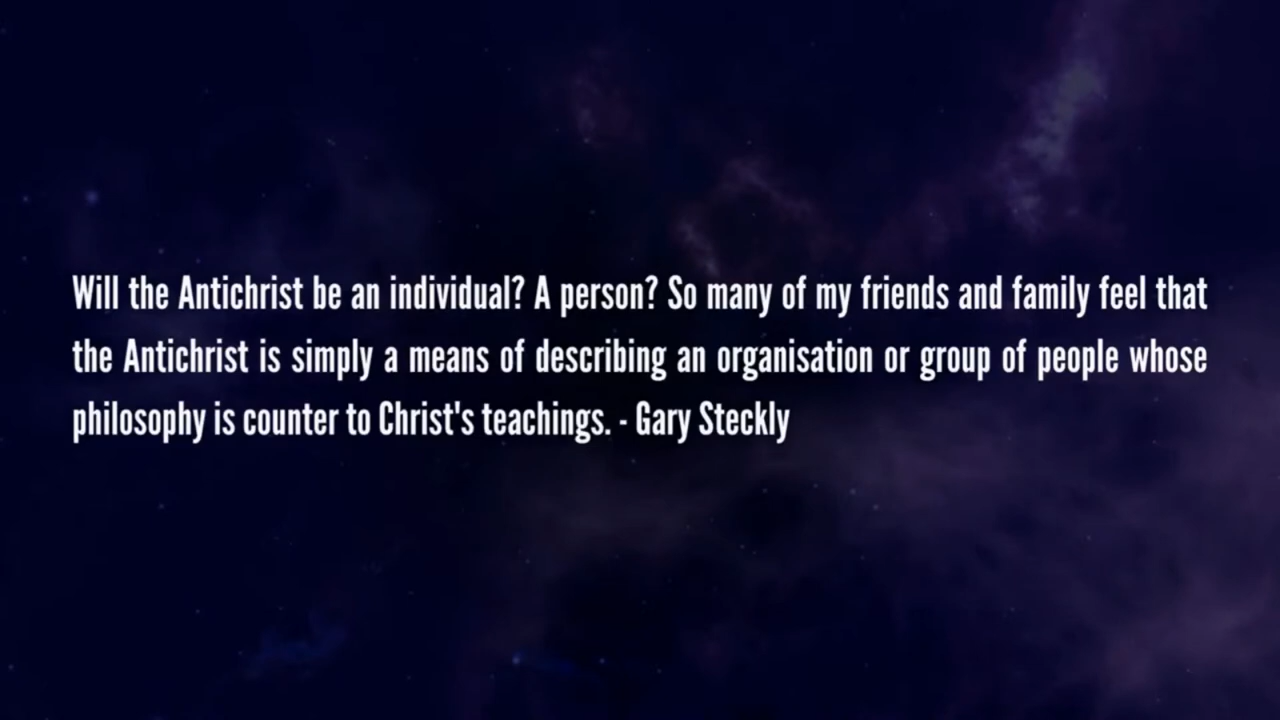 Will the Antichrist be an individual? A person? So many of my friends and family feel that
the Antichrist is simply a means of describing an organisation or group of people whose
philosophy is counter to Christ's teachings. - Gary Steckly